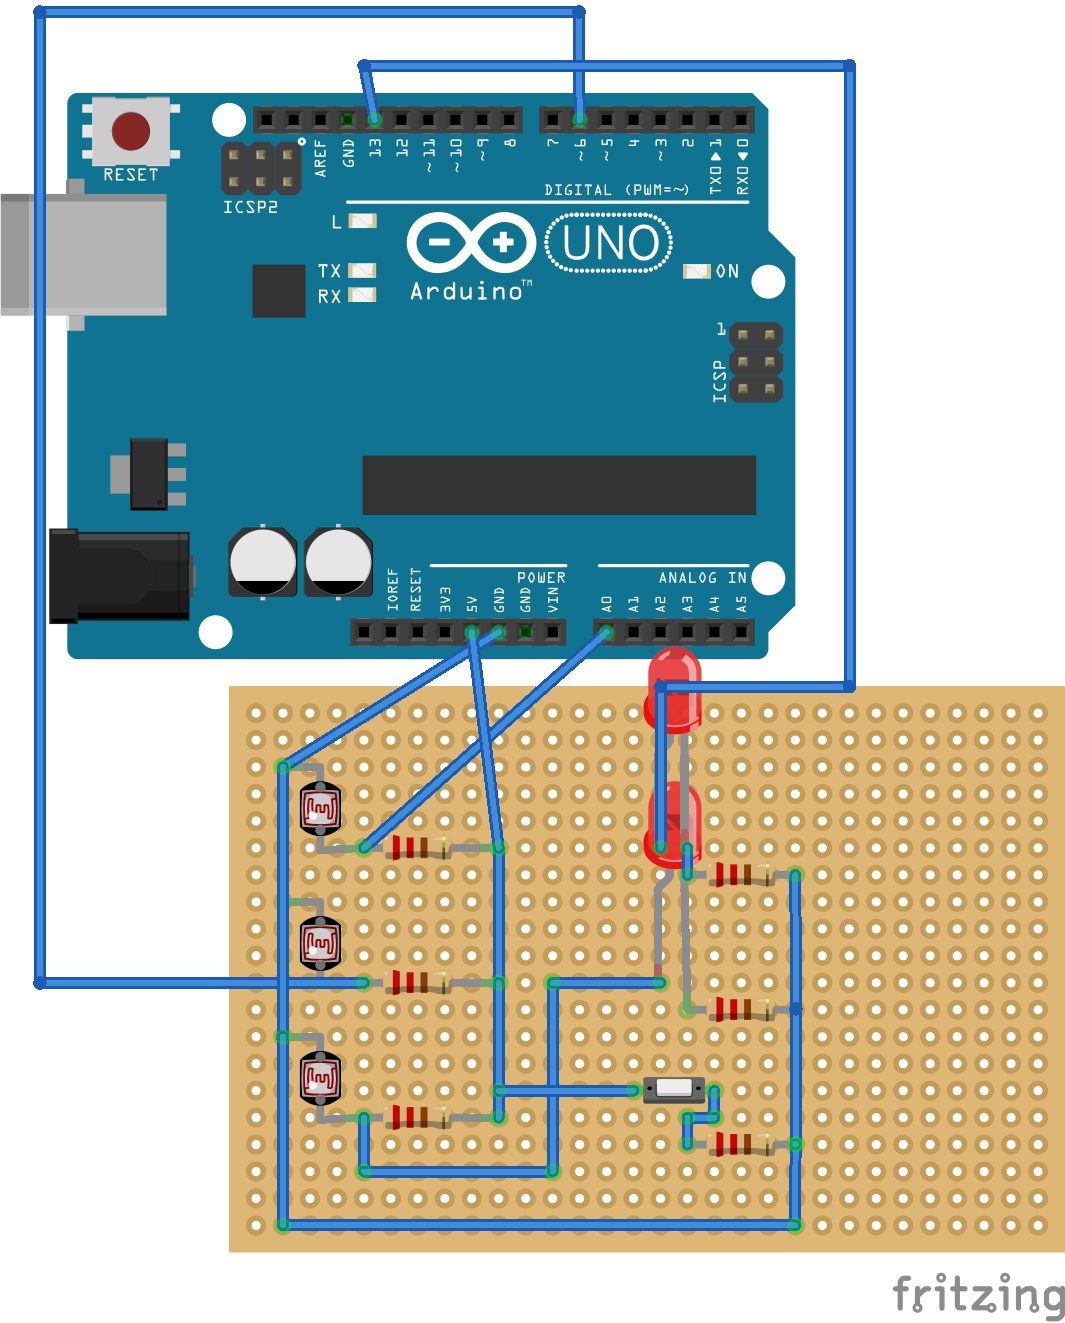 RESET
ICSP2
AREF
GND
13
12
~11
~10
~9
8
7
~6
~5
4
~3
2
TX0▶1
RX0◀0
DIGITAL (PWM=~)
L
TX
RX
UNO
Arduino™
ON
1
ICSP
POWER
ANALOG IN
IOREF
RESET
3V3
5V
GND
GND
VIN
A0
A1
A2
A3
A4
A5
fritzing